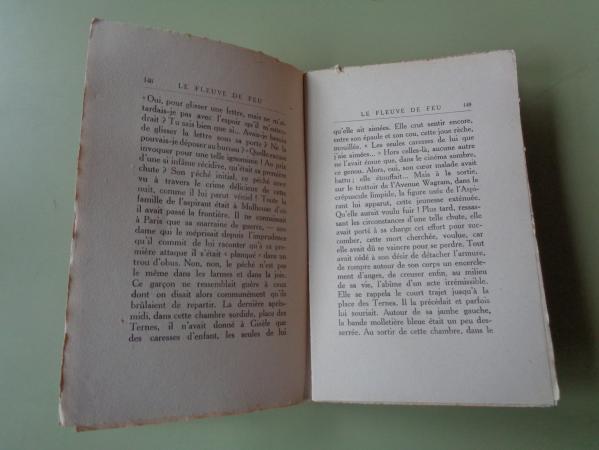 148
LE FLEUVE DE FEU
« Oui, pour glisser une lettre, mais ne m'at-
tardais-je pas avec l'espoir qu'il m'enten-
drait ? Tu sais bien que si... Avais-je besoin
de glisser la lettre sous sa porte ? Ne la
pouvais-je déposer au bureau ? » Quelle excuse
invoquer pour une telle ignominie ! Au prix
d'une si infime récidive, qu'était sa première
chute ? Son péché initial, ce péché amer
va à travers le crime délicieux de cette
nuit, comme il lui parut véniel ! Toute la
famille de l'aspirant était à Mulhouse d'où
il avait passé la frontière. Il ne connaissait
à Paris que sa marraine de guerre, — une
dame qui le méprisait depuis l'imprudence
qu'il commit de lui raconter qu'à sa pre-
mière attaque il s'était « planqué » dans un
trou d'obus. Non, non, le péché n'est pas
le même dans les larmes et dans la joie.
Ce garçon ne ressemblait guère à ceux
dont on disait alors communément qu'ils
brûlaient de repartir. La dernière après-
midi, dans cette chambre sordide, place des
Ternes, il n'avait donné à Gisèle que
des caresses d'enfant, les seules de lui
LE FLEUVE DE FEU
149
qu'elle ait aimées. Elle crut sentir encore,
entre son épaule et son cou, cette joue rêche,
mouillée. « Les seules caresses de lui que
j'aie aimées... » Hors celles-là, aucune autre
ne l'avait émue que, dans le cinéma sombre,
ce genou. Alors, oui, son cœur malade avait
battu ; elle étouffait... Mais à la sortie,
sur le trottoir de l'Avenue Wagram, dans le
crépuscule limpide, la figure usée de l'Aspi-
rant lui apparut, cette jeunesse exténuée.
Qu'elle aurait voulu fuir ! Plus tard, ressas-
sant les circonstances d'une telle chute, elle
avait porté à sa charge cet effort pour suc-
comber, cette mort cherchée, voulue, car
elle avait dû se vaincre pour se perdre. Tout
avait cédé à son désir de détacher l'armure,
de rompre autour de son corps un encercle-
ment d'anges, de creuser enfin, au milieu
de sa vie, l'abîme d'un acte irrémissible.
Elle se rappela le court trajet jusqu'à la
place des Ternes. Il la précédait et parfois
lui souriait. Autour de sa jambe gauche,
la bande molletière bleue était un peu des-
serrée. Au sortir de cette chambre, dans le